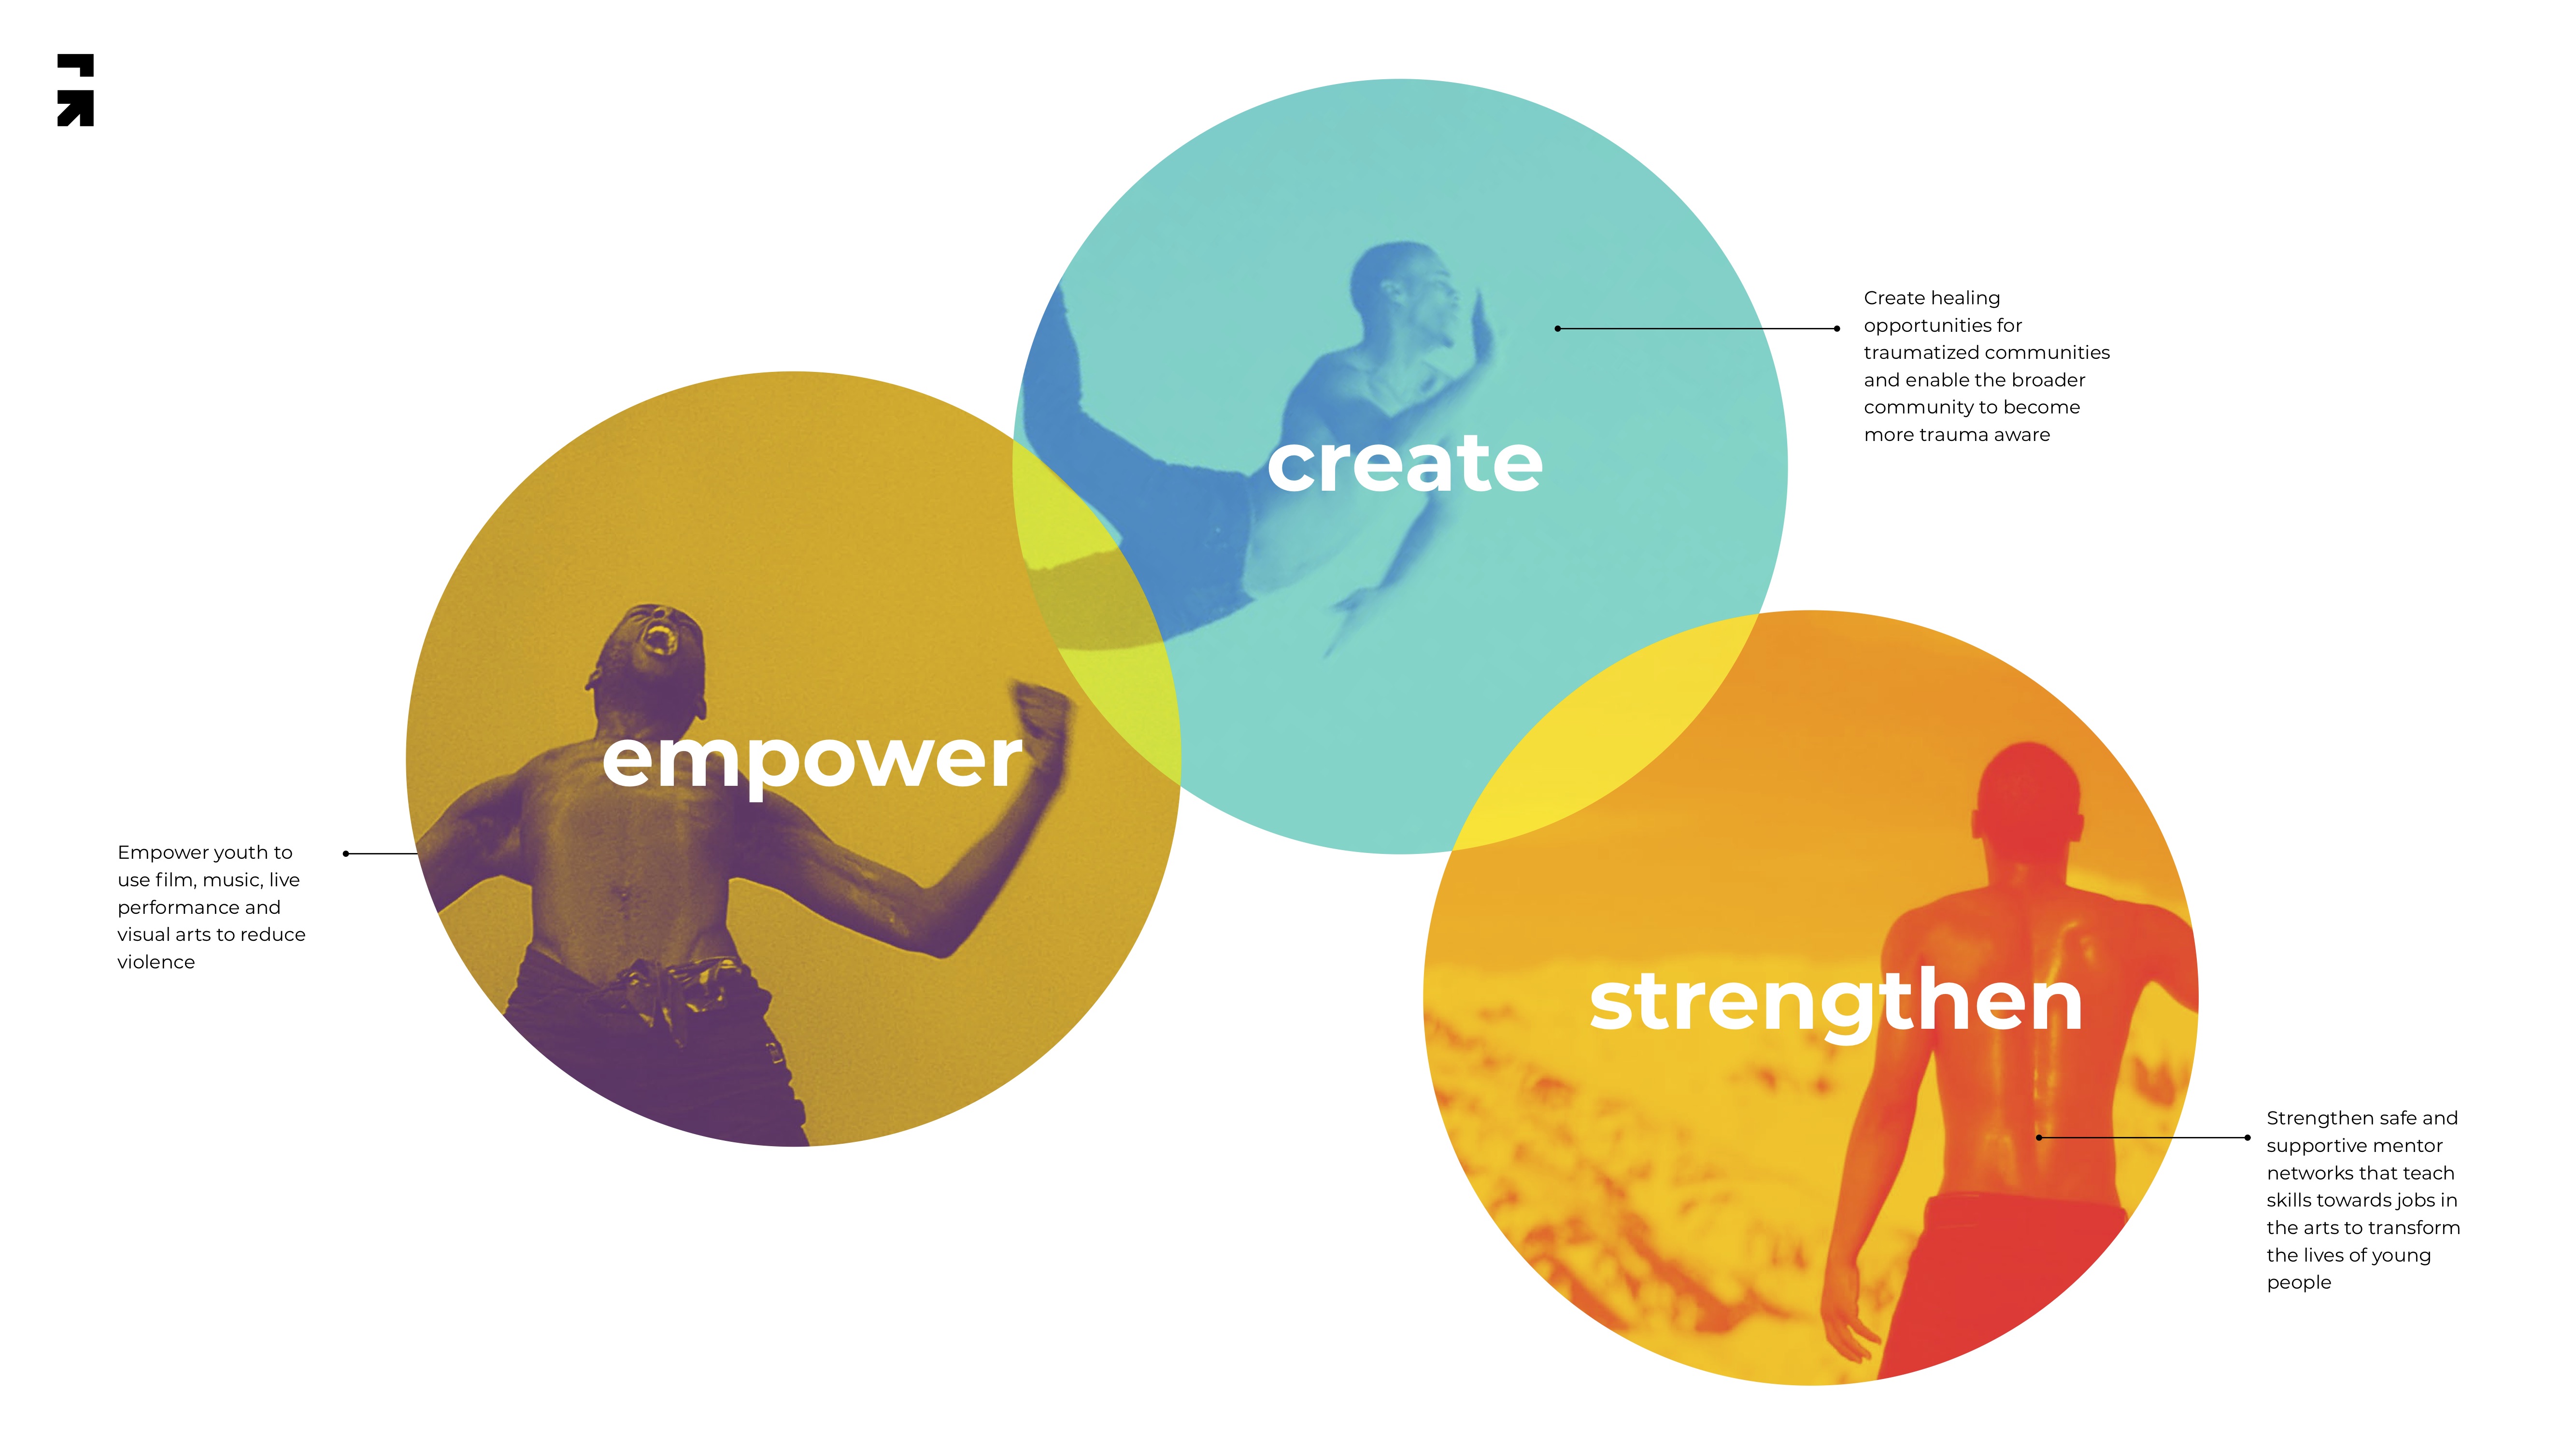 create
Create healing
opportunities for
traumatized communities
and enable the broader
community to become
more trauma aware
empower
Empower youth to
use film, music, live
performance and
visual arts to reduce
violence
strengthen
Strengthen safe and
supportive mentor
networks that teach
skills towards jobs in
the arts to transform
the lives of young
people